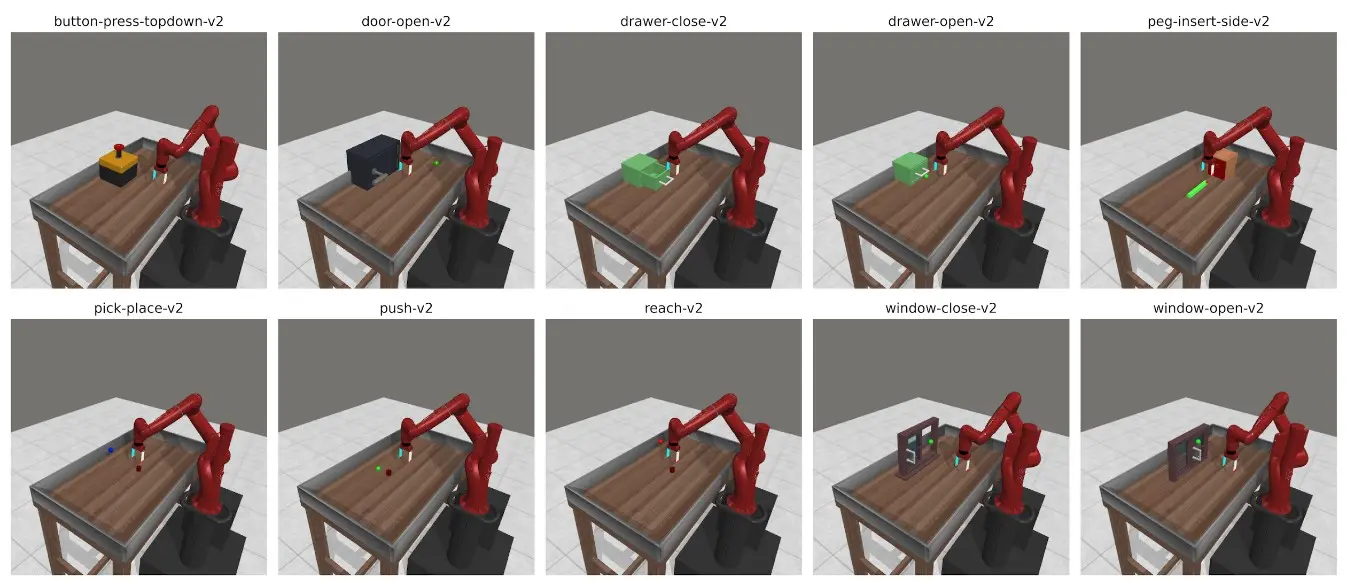 button-press-topdown-v2
door-open-v2
drawer-close-v2
drawer-open-v2
peg-insert-side-v2
pick-place-v2
push-v2
reach-v2
window-close-v2
window-open-v2